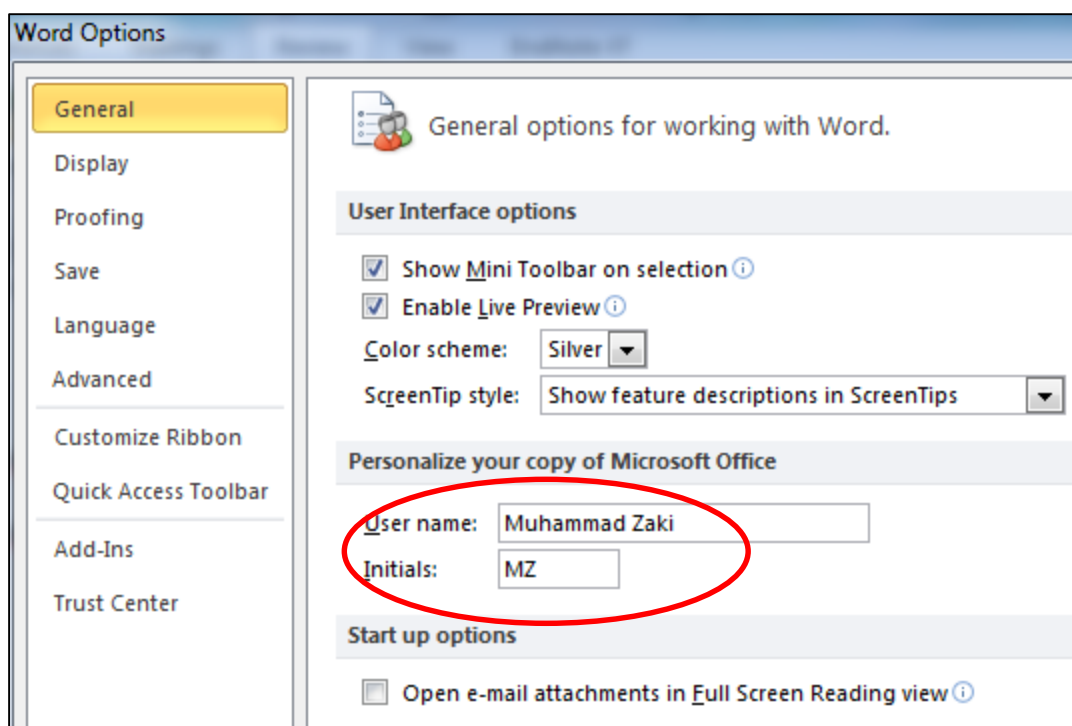 Word Options
General
Display
Proofing
Save
Language
Advanced
Customize Ribbon
Quick Access Toolbar
Add-Ins
Trust Center
General options for working with Word.
User Interface options
Show Mini Toolbar on selection
Enable Live Preview
Color scheme: Silver
ScreenTip style: Show feature descriptions in ScreenTips
Personalize your copy of Microsoft Office
User name: Muhammad Zaki
Initials: MZ
Start up options
Open e-mail attachments in Full Screen Reading view